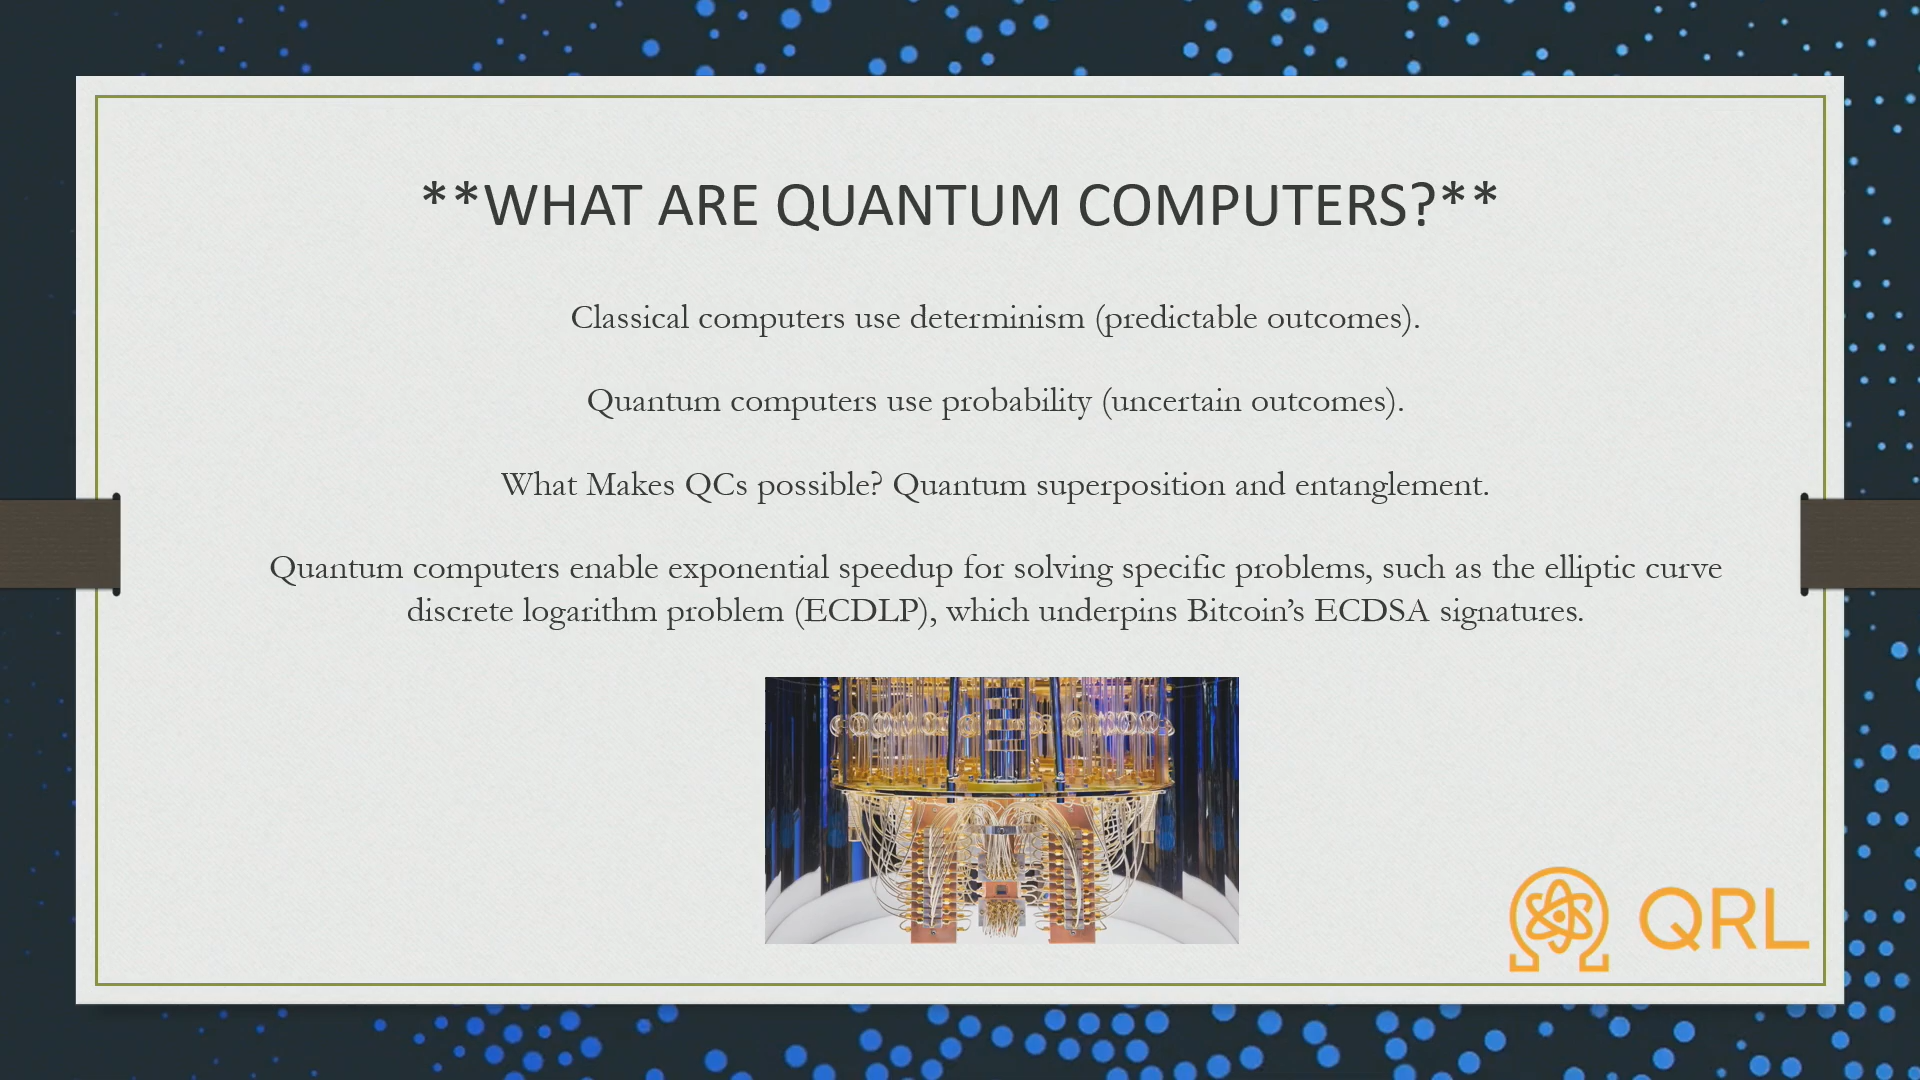 **WHAT ARE QUANTUM COMPUTERS?**
Classical computers use determinism (predictable outcomes).
Quantum computers use probability (uncertain outcomes).
What Makes QCs possible? Quantum superposition and entanglement.
Quantum computers enable exponential speedup for solving specific problems, such as the elliptic curve
discrete logarithm problem (ECDLP), which underpins Bitcoin’s ECDSA signatures.
QRL